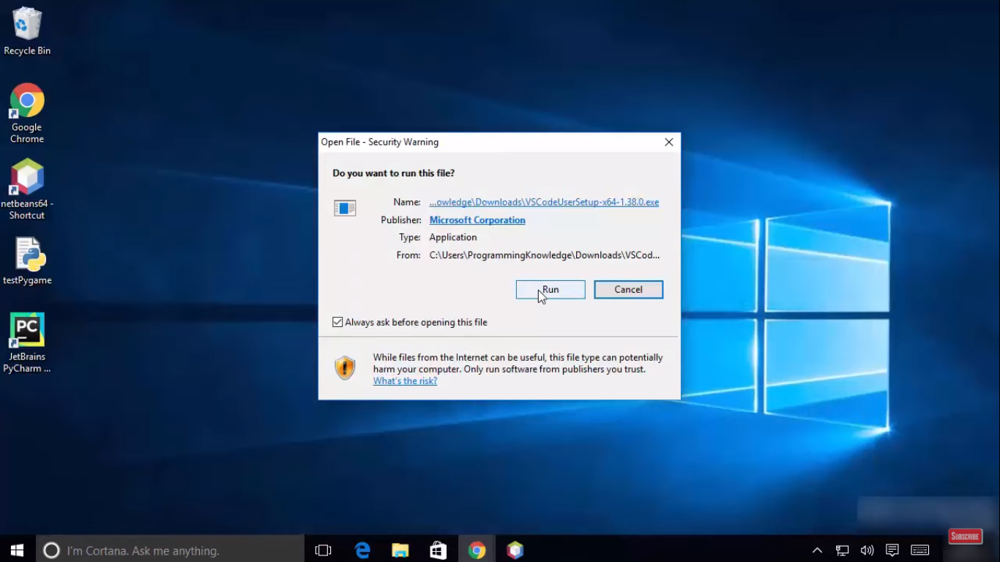 Recycle Bin
Google
Chrome
netbeans64 -
Shortcut
testPygame
PC
JetBrains
PyCharm ...
Open File - Security Warning
Do you want to run this file?
Name: ...owledge\Downloads\VSCodeUserSetup-x64-1.38.0.exe
Publisher: Microsoft Corporation
Type: Application
From: C:\Users\ProgrammingKnowledge\Downloads\VSCod...
Run Cancel
Always ask before opening this file
While files from the Internet can be useful, this file type can potentially
harm your computer. Only run software from publishers you trust.
What's the risk?
SUBSCRIBE
I'm Cortana. Ask me anything.